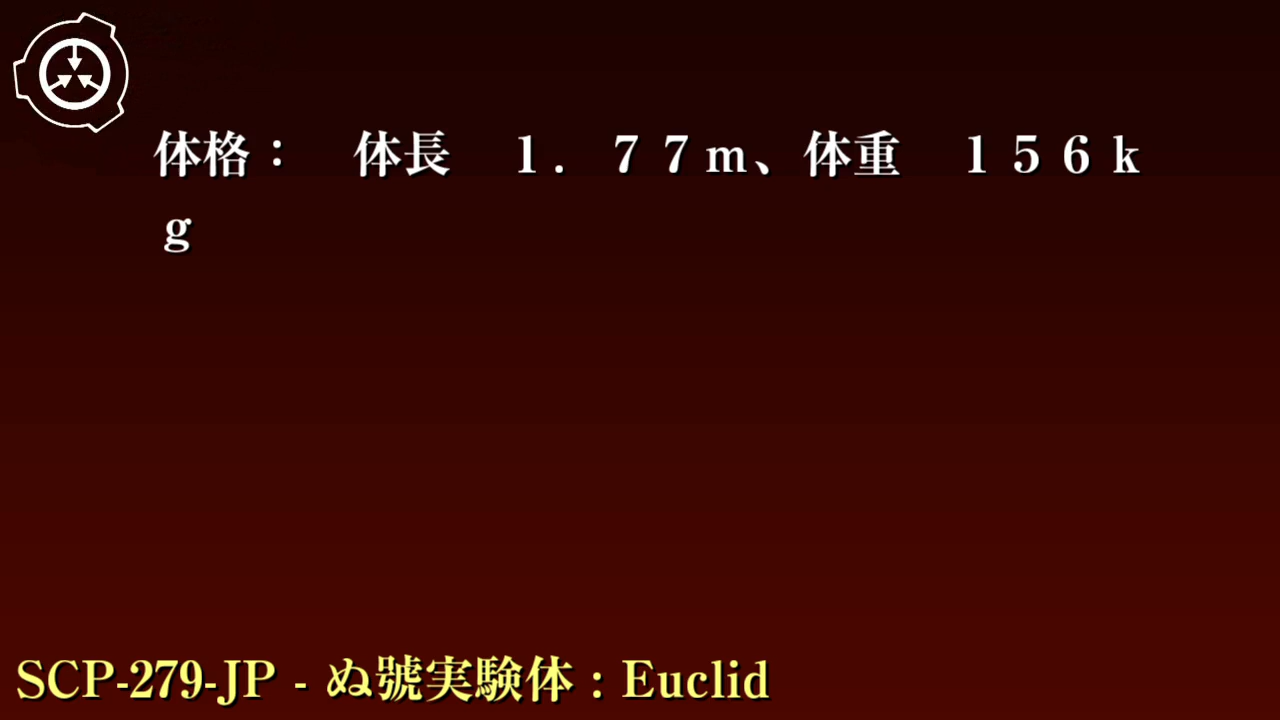 体格：　体長　１．７７ｍ、体重　１５６ｋ
ｇ
SCP-279-JP - ぬ號実験体 : Euclid